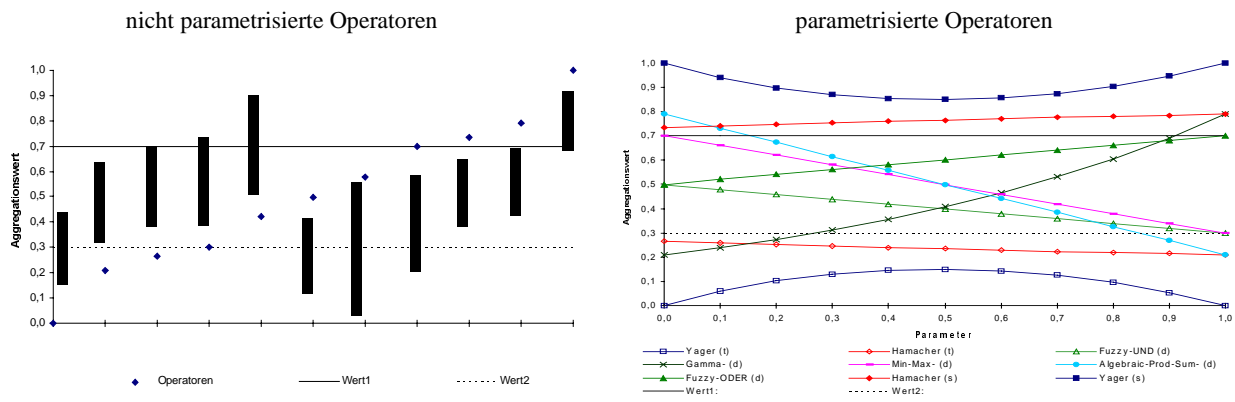 nicht parametrisierte Operatoren
parametrisierte Operatoren
Aggregationswert
1,0
0,9
0,8
0,7
0,6
0,5
0,4
0,3
0,2
0,1
0,0
Operatoren Wert1 Wert2
Aggregationswert
1,0
0,9
0,8
0,7
0,6
0,5
0,4
0,3
0,2
0,1
0,0
0,0 0,1 0,2 0,3 0,4 0,5 0,6 0,7 0,8 0,9 1,0
Parameter
Yager (t) Hamacher (t) Fuzzy-UND (d)
Gamma- (d) Min-Max- (d) Algebraic-Prod-Sum- (d)
Fuzzy-ODER (d) Hamacher (s) Yager (s)
Wert1: Wert2: